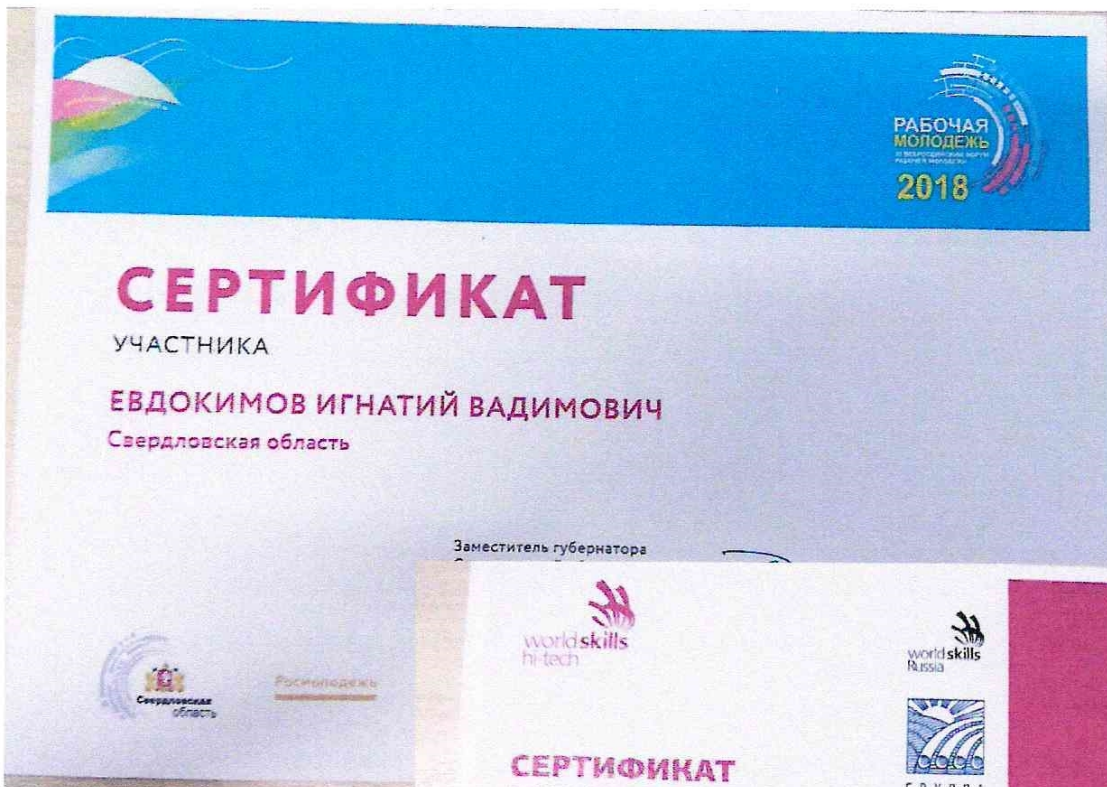 РАБОЧАЯ
МОЛОДЕЖЬ
2018
СЕРТИФИКАТ
УЧАСТНИКА
ЕВДОКИМОВ ИГНАТИЙ ВАДИМОВИЧ
Свердловская область
Заместитель губернатора
Свердловская
область
Росмолодежь
worldskills
hi-tech
worldskills
Russia
СЕРТИФИКАТ